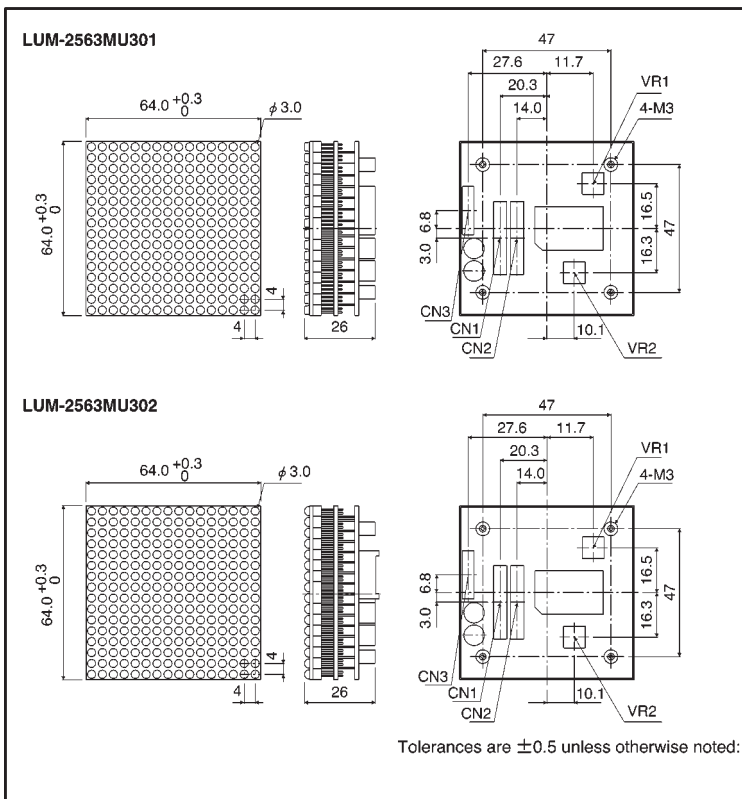 LUM-2563MU301
47
27.6
11.7
20.3
14.0
VR1
4-M3
64.0 +0.3 0
φ 3.0
64.0 +0.3 0
6.8
3.0
16.5
16.3
47
4
4
26
CN3
CN1
CN2
10.1
VR2
LUM-2563MU302
47
27.6
11.7
20.3
14.0
VR1
4-M3
64.0 +0.3 0
φ 3.0
64.0 +0.3 0
6.8
3.0
16.5
16.3
47
4
4
26
CN3
CN1
CN2
10.1
VR2
Tolerances are ±0.5 unless otherwise noted: